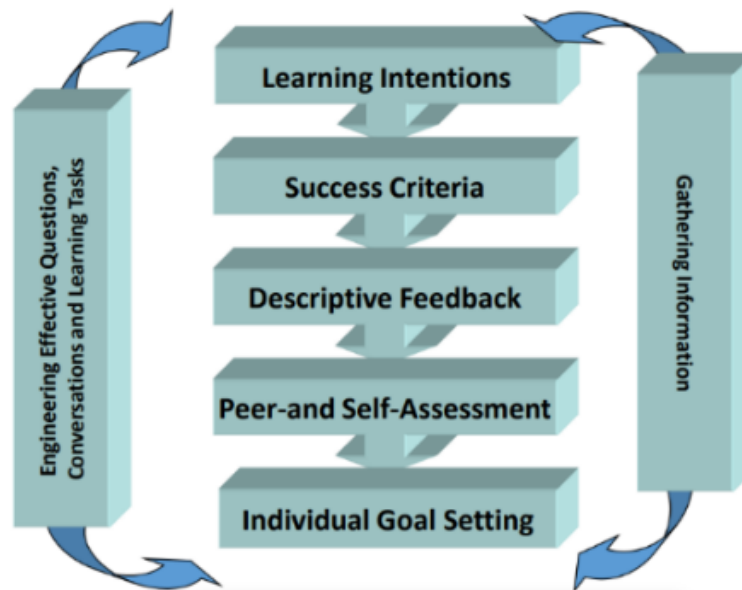 Learning Intentions
Success Criteria
Descriptive Feedback
Peer-and Self-Assessment
Individual Goal Setting
Engineering Effective Questions,
Conversations and Learning Tasks
Gathering Information